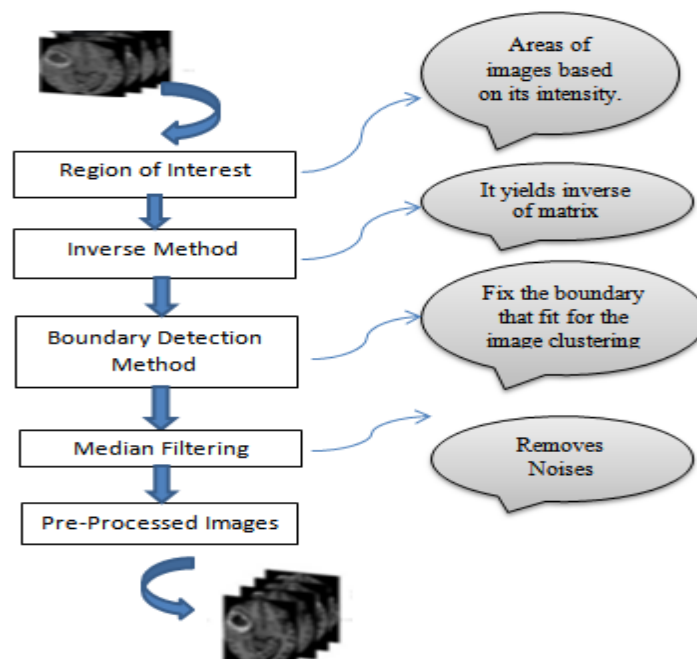 Areas of
images based
on its intensity.
Region of Interest
It yields inverse
of matrix
Inverse Method
Fix the boundary
that fit for the
image clustering
Boundary Detection
Method
Median Filtering
Removes
Noises
Pre-Processed Images